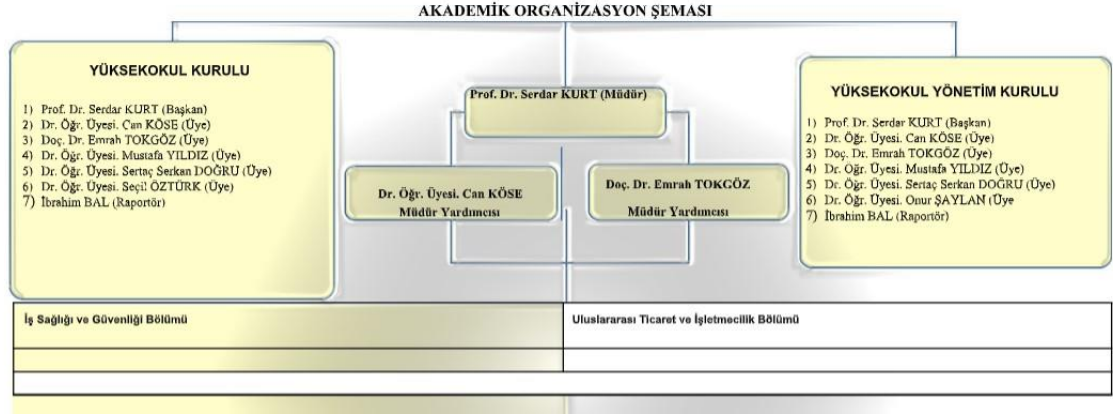 AKADEMİK ORGANİZASYON ŞEMASI
YÜKSEKOKUL KURULU
1) Prof. Dr. Serdar KURT (Başkan)
2) Dr. Öğr. Üyesi. Can KÖSE (Üye)
3) Doç. Dr. Emrah TOKGÖZ (Üye)
4) Dr. Öğr. Üyesi. Mustafa YILDIZ (Üye)
5) Dr. Öğr. Üyesi. Sertaç Serkan DOĞRU (Üye)
6) Dr. Öğr. Üyesi. Seçil ÖZTÜRK (Üye)
7) İbrahim BAL (Raportör)
Prof. Dr. Serdar KURT (Müdür)
Dr. Öğr. Üyesi. Can KÖSE
Müdür Yardımcısı
Doç. Dr. Emrah TOKGÖZ
Müdür Yardımcısı
YÜKSEKOKUL YÖNETİM KURULU
1) Prof. Dr. Serdar KURT (Başkan)
2) Dr. Öğr. Üyesi. Can KÖSE (Üye)
3) Doç. Dr. Emrah TOKGÖZ (Üye)
4) Dr. Öğr. Üyesi. Mustafa YILDIZ (Üye)
5) Dr. Öğr. Üyesi. Sertaç Serkan DOĞRU (Üye)
6) Dr. Öğr. Üyesi. Onur ŞAYLAN (Üye
7) İbrahim BAL (Raportör)
İş Sağlığı ve Güvenliği Bölümü
Uluslararası Ticaret ve İşletmecilik Bölümü